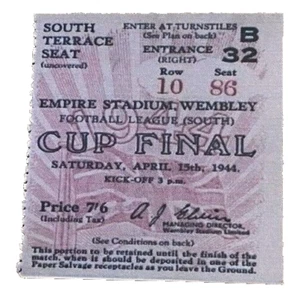 SOUTH TERRACE SEAT (uncovered)
ENTER AT TURNSTILES
(See Plan on back)
B
ENTRANCE 32
(RIGHT)
Row Seat
10 86
EMPIRE STADIUM, WEMBLEY
FOOTBALL LEAGUE (SOUTH)
CUP FINAL
SATURDAY, APRIL 15th, 1944.
KICK-OFF 3 p.m.
Price 7/6
(Including Tax)
MANAGING DIRECTOR,
Wembley Stadium Limited
(See Conditions on back)
This portion to be retained until the finish of the
match, when it should be deposited in one of the
Paper Salvage receptacles as you leave the Ground.